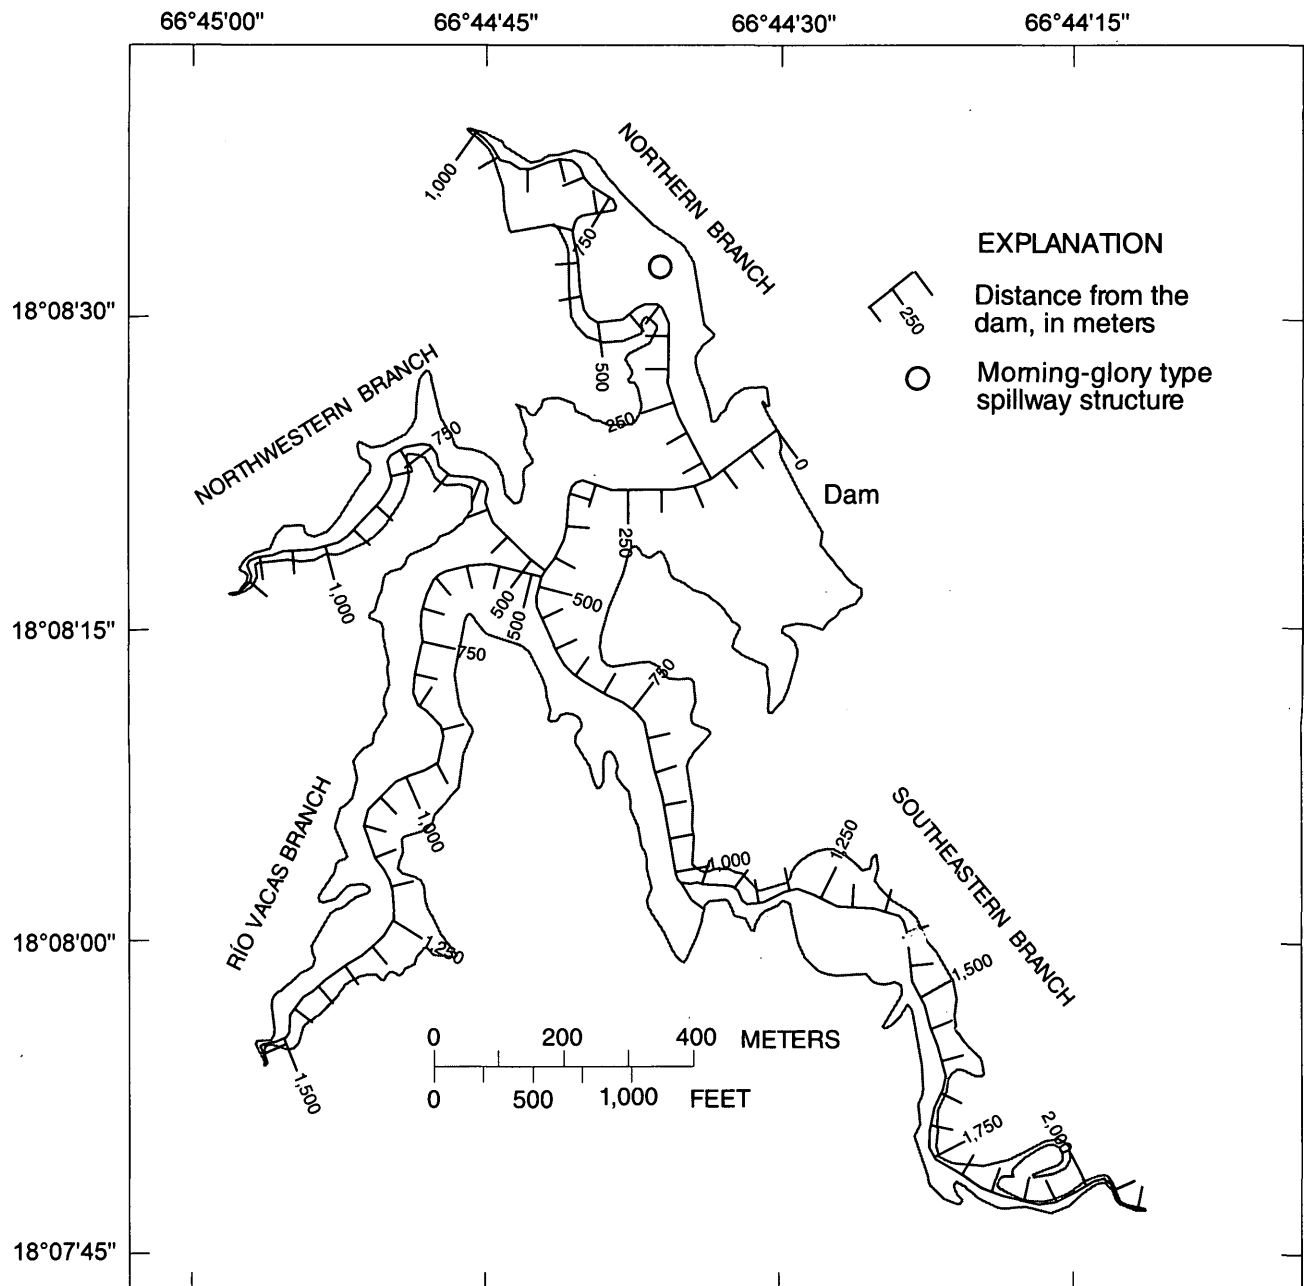 66°45'00" 66°44'45" 66°44'30" 66°44'15"
NORTHERN BRANCH
1,000
750
EXPLANATION
Distance from the
dam, in meters
250
18°08'30"
500
Morning-glory type
spillway structure
NORTHWESTERN BRANCH
250
750
0
Dam
250
1,000
500
500
500
18°08'15"
750
750
RÍO VACAS BRANCH
1,000
SOUTHEASTERN BRANCH
1,250
1,000
18°08'00"
1,250
1,500
0 200 400 METERS
0 500 1,000 FEET
1,500
1,750
2,000
18°07'45"